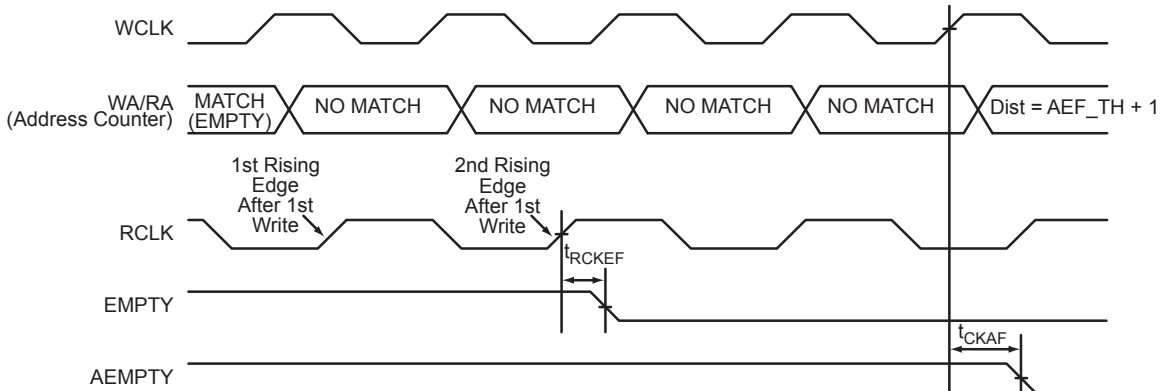 WCLK
WA/RA
(Address Counter)
MATCH
(EMPTY)
NO MATCH
NO MATCH
NO MATCH
NO MATCH
Dist = AEF_TH + 1
1st Rising
Edge
After 1st
Write
2nd Rising
Edge
After 1st
Write
RCLK
tRCKEF
EMPTY
tCKAF
AEMPTY